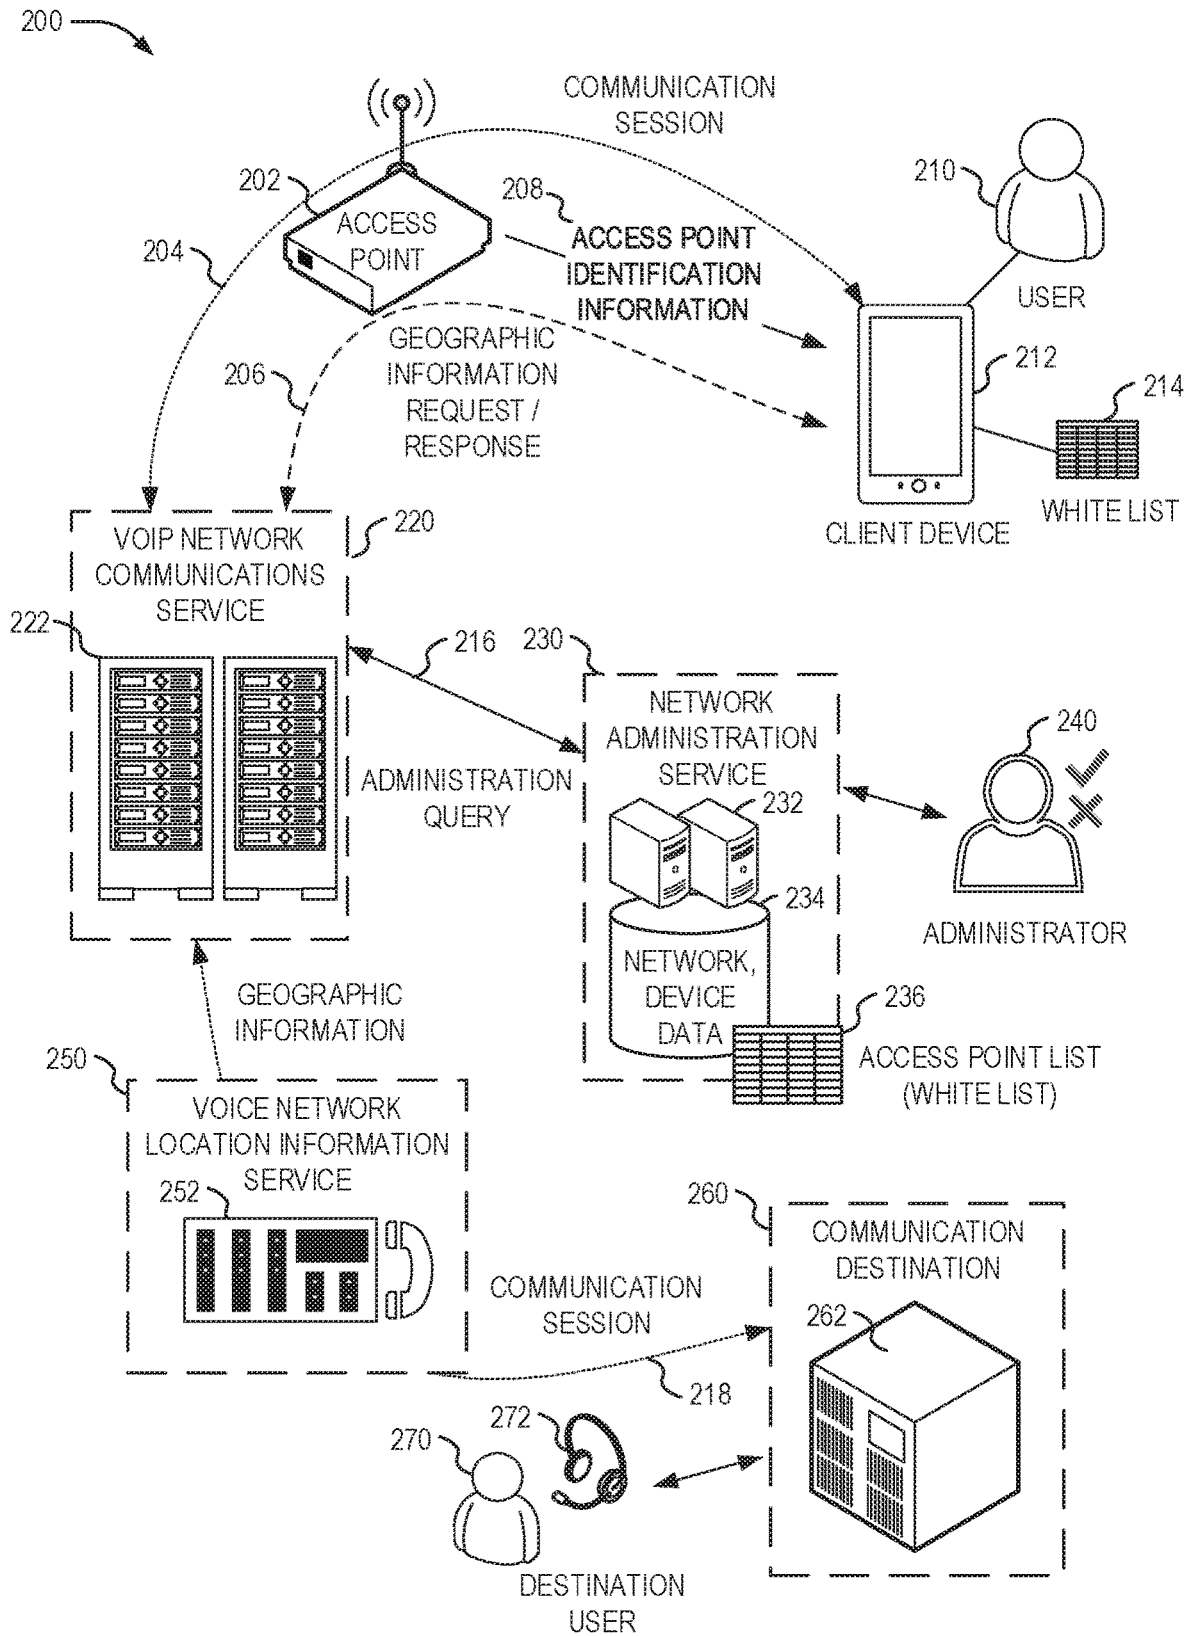 200
COMMUNICATION
SESSION
202
ACCESS
POINT
204
208
ACCESS POINT
IDENTIFICATION
INFORMATION
210
USER
206
GEOGRAPHIC
INFORMATION
REQUEST /
RESPONSE
212
214
CLIENT DEVICE
WHITE LIST
220
VOIP NETWORK
COMMUNICATIONS
SERVICE
222
216
ADMINISTRATION
QUERY
230
NETWORK
ADMINISTRATION
SERVICE
232
234
NETWORK,
DEVICE
DATA
236
ACCESS POINT LIST
(WHITE LIST)
240
ADMINISTRATOR
GEOGRAPHIC
INFORMATION
250
VOICE NETWORK
LOCATION INFORMATION
SERVICE
252
COMMUNICATION
SESSION
218
260
COMMUNICATION
DESTINATION
262
270
272
DESTINATION
USER